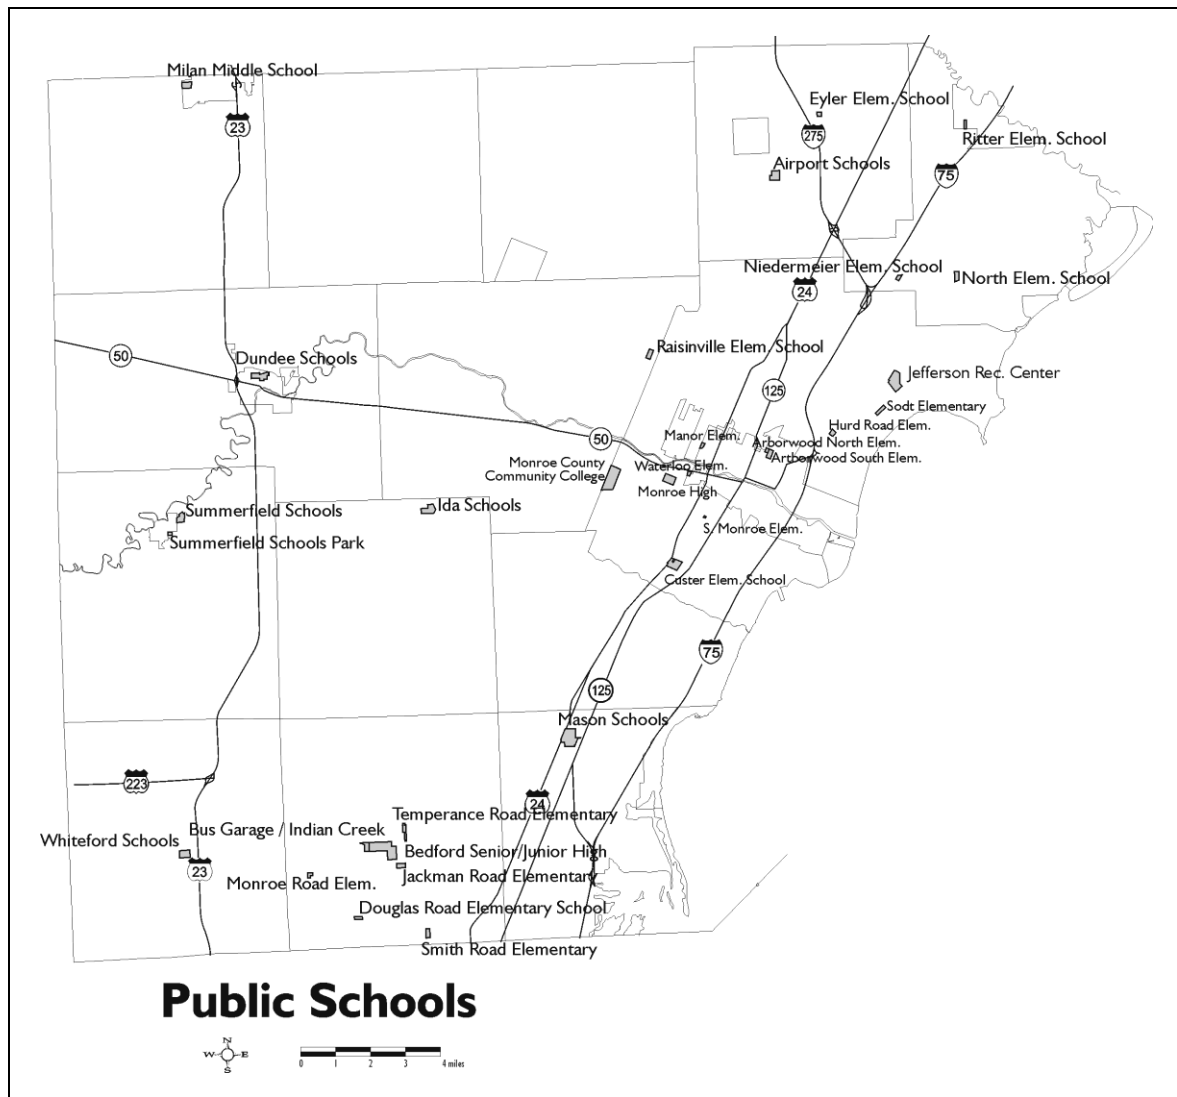 Milan Middle School
23
Eyler Elem. School
275
Ritter Elem. School
Airport Schools
75
Niedermeier Elem. School
North Elem. School
24
50
Dundee Schools
Raisinville Elem. School
Jefferson Rec. Center
125
Sodt Elementary
Hurd Road Elem.
50
Manor Elem.
Arborwood North Elem.
Artborwood South Elem.
Monroe County
Community College
Waterloo Elem.
Monroe High
Summerfield Schools
Ida Schools
Summerfield Schools Park
S. Monroe Elem.
Custer Elem. School
75
125
Mason Schools
223
24
Temperance Road Elementary
Bus Garage / Indian Creek
Whiteford Schools
Bedford Senior/Junior High
23
Monroe Road Elem.
Jackman Road Elementary
Douglas Road Elementary School
Smith Road Elementary
Public Schools
N
W E
S
0 1 2 3 4 miles